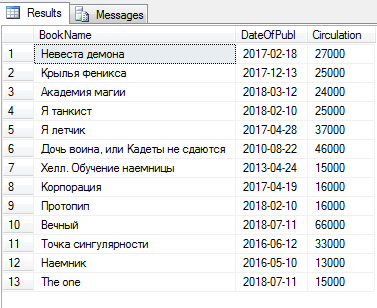 Results Messages
BookName DateOfPubl Circulation
1 Невеста демона 2017-02-18 27000
2 Крылья феникса 2017-12-13 25000
3 Академия магии 2018-03-12 24000
4 Я танкист 2018-02-10 25000
5 Я летчик 2017-04-28 37000
6 Дочь воина, или Кадеты не сдаются 2010-08-22 46000
7 Хелл. Обучение наемницы 2013-04-24 15000
8 Корпорация 2017-04-19 16000
9 Прототип 2018-02-10 16000
10 Вечный 2018-07-11 66000
11 Точка сингулярности 2016-06-12 33000
12 Наемник 2016-05-10 13000
13 The one 2018-07-11 15000